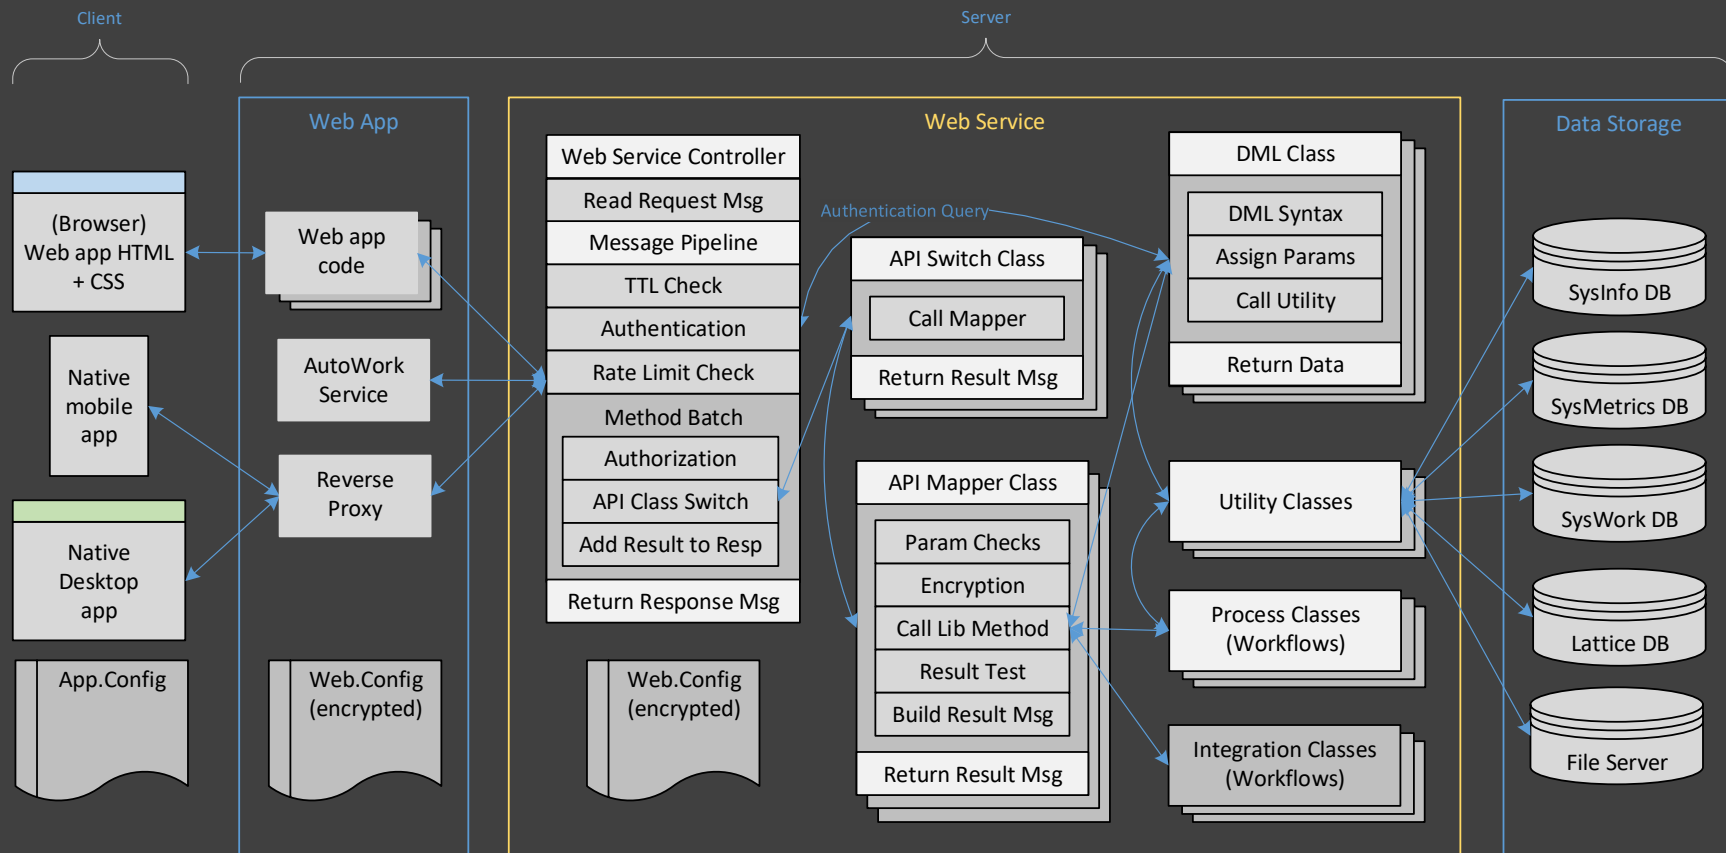 Client
Server
Web App
Web Service
Data Storage
(Browser)
Web app HTML
+ CSS
Native
mobile
app
Native
Desktop
app
App.Config
Web app
code
AutoWork
Service
Reverse
Proxy
Web.Config
(encrypted)
Web Service Controller
Read Request Msg
Message Pipeline
TTL Check
Authentication
Rate Limit Check
Method Batch
Authorization
API Class Switch
Add Result to Resp
Return Response Msg
Web.Config
(encrypted)
Authentication Query
API Switch Class
Call Mapper
Return Result Msg
API Mapper Class
Param Checks
Encryption
Call Lib Method
Result Test
Build Result Msg
Return Result Msg
DML Class
DML Syntax
Assign Params
Call Utility
Return Data
Utility Classes
Process Classes
(Workflows)
Integration Classes
(Workflows)
SysInfo DB
SysMetrics DB
SysWork DB
Lattice DB
File Server